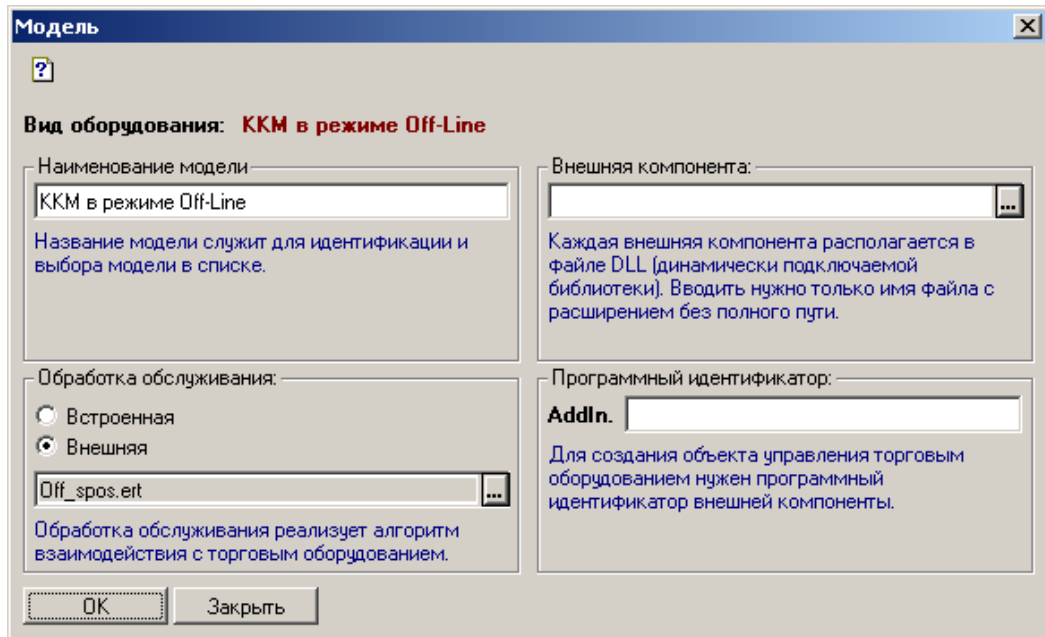 Модель
Вид оборудования: ККМ в режиме Off-Line
Наименование модели
ККМ в режиме Off-Line
Название модели служит для идентификации и
выбора модели в списке.
Внешняя компонента:
...
Каждая внешняя компонента располагается в
файле DLL (динамически подключаемой
библиотеки). Вводить нужно только имя файла с
расширением без полного пути.
Обработка обслуживания:
Встроенная
Внешняя
Off_spos.ert
...
Обработка обслуживания реализует алгоритм
взаимодействия с торговым оборудованием.
Программный идентификатор:
AddIn.
Для создания объекта управления торговым
оборудованием нужен программный
идентификатор внешней компоненты.
OK
Закрыть